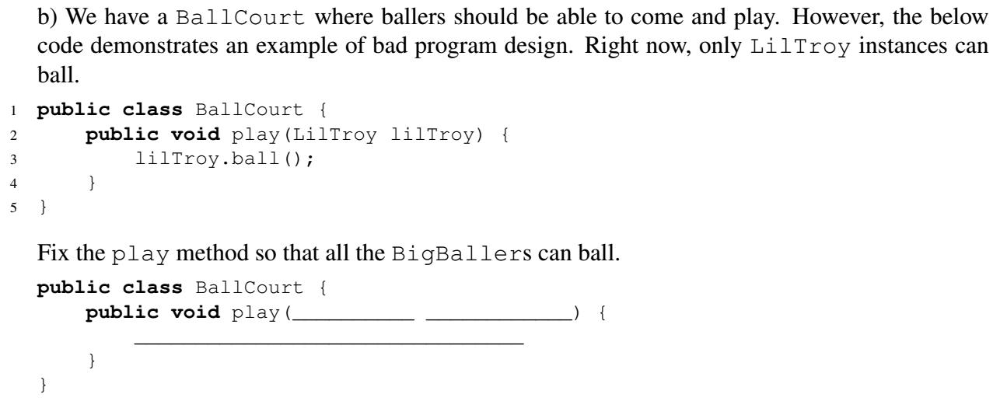 b) We have a BallCourt where ballers should be able to come and play. However, the below
code demonstrates an example of bad program design. Right now, only LilTroy instances can
ball.
1 public class BallCourt {
2     public void play(LilTroy lilTroy) {
3         lilTroy.ball();
4     }
5 }
Fix the play method so that all the BigBallers can ball.
public class BallCourt {
    public void play(__________ ____________) {
        ________________________________
    }
}